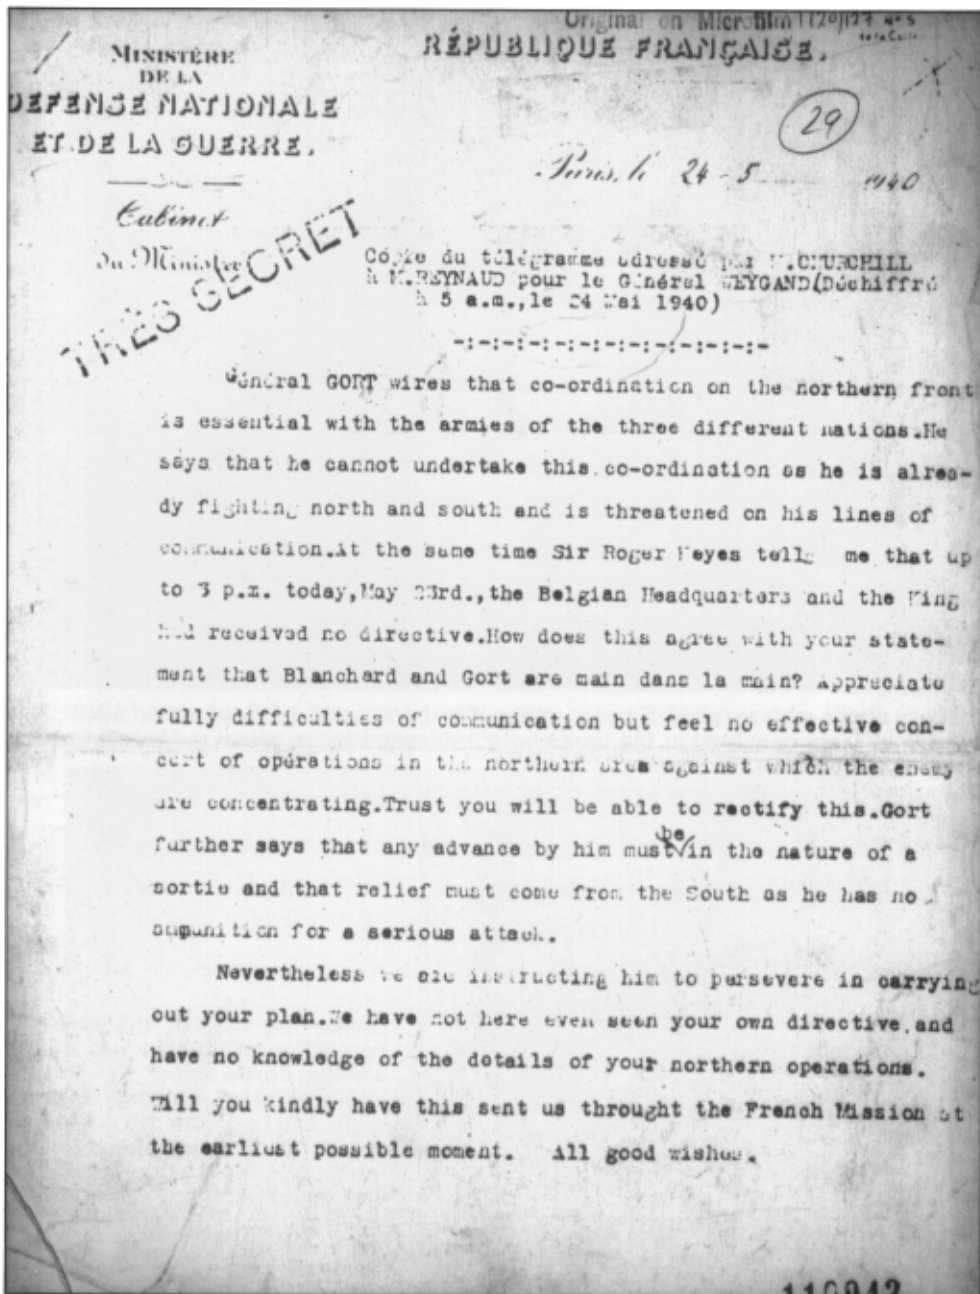 Original on Microfilm 1120/127 N° 5
RÉPUBLIQUE FRANÇAISE.
MINISTÈRE
DE LA
DÉFENSE NATIONALE
ET DE LA GUERRE.
29
Paris, le 24 - 5 1940
Cabinet
du Ministre
TRÈS SECRET
Copie du télégramme adressé par M.CHURCHILL
à M.REYNAUD pour le Général WEYGAND(Déchiffré
à 5 a.m.,le 24 Mai 1940)
-:-:-:-:-:-:-:-:-:-:-:-:-
Général GORT wires that co-ordination on the northern front
is essential with the armies of the three different nations.He
says that he cannot undertake this co-ordination as he is alrea-
dy fighting north and south and is threatened on his lines of
communication.At the same time Sir Roger Keyes tells me that up
to 3 p.m. today,May 23rd.,the Belgian Headquarters and the King
had received no directive.How does this agree with your state-
ment that Blanchard and Gort are main dans la main? Appreciate
fully difficulties of communication but feel no effective con-
cert of opérations in the northern area against which the enemy
are concentrating.Trust you will be able to rectify this.Gort
further says that any advance by him must be in the nature of a
sortie and that relief must come from the South as he has no
ammunition for a serious attack.
Nevertheless we are instructing him to persevere in carrying
out your plan.We have not here even seen your own directive,and
have no knowledge of the details of your northern operations.
Will you kindly have this sent us throught the French Mission at
the earliest possible moment. All good wishes.
110942